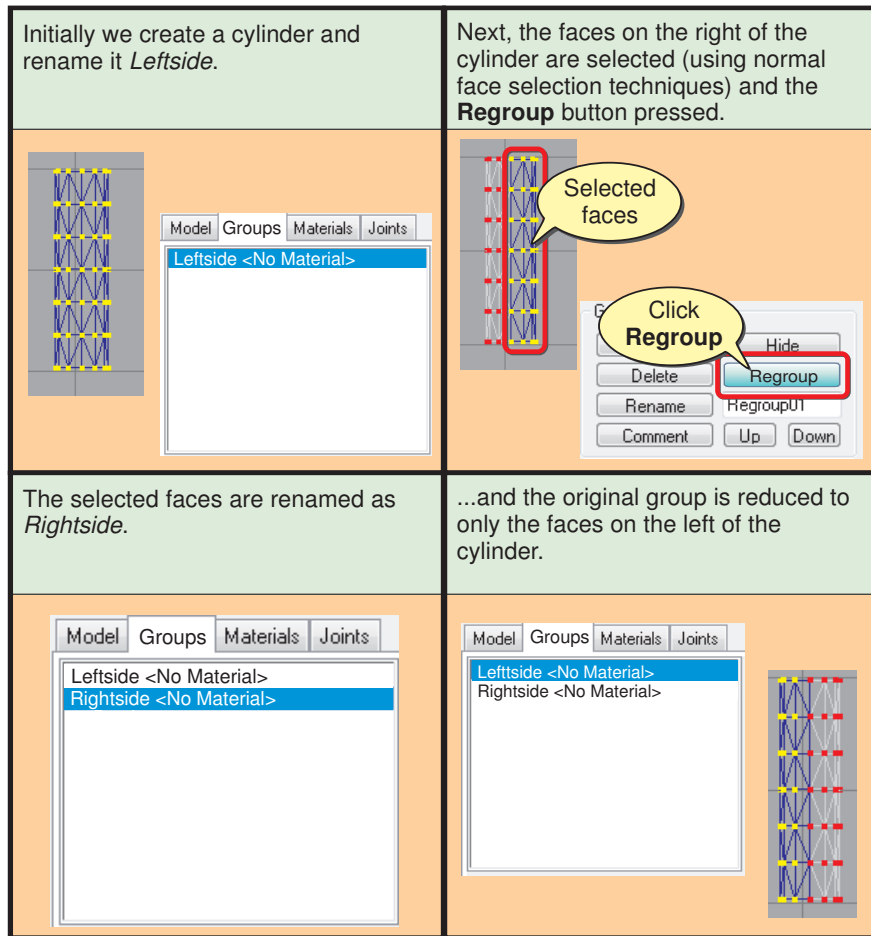 Initially we create a cylinder and
rename it Leftside.
Model Groups Materials Joints
Leftside <No Material>
Next, the faces on the right of the
cylinder are selected (using normal
face selection techniques) and the
Regroup button pressed.
Selected
faces
Click
Regroup
Hide
Delete Regroup
Rename Regroup01
Comment Up Down
The selected faces are renamed as
Rightside.
Model Groups Materials Joints
Leftside <No Material>
Rightside <No Material>
...and the original group is reduced to
only the faces on the left of the
cylinder.
Model Groups Materials Joints
Lefttside <No Material>
Rightside <No Material>